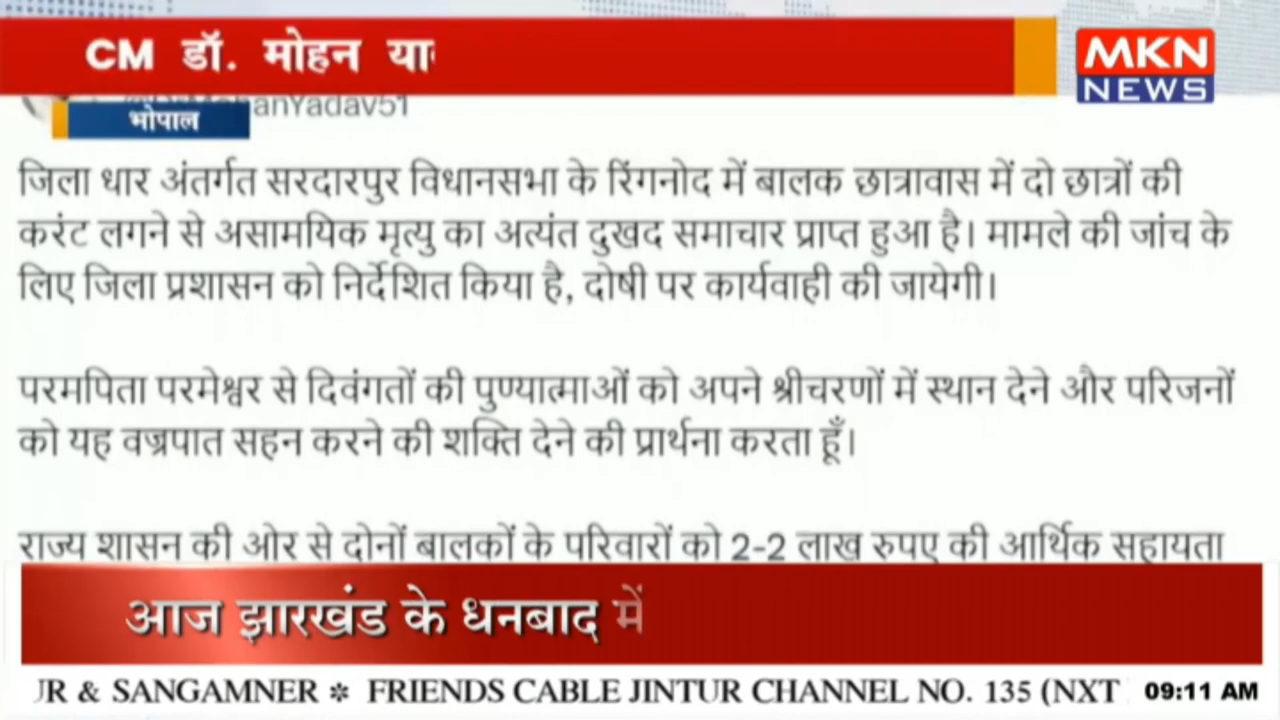 CM डॉ. मोहन
MKN
NEWS
anYadav51
भोपाल
जिला धार अंतर्गत सरदारपुर विधानसभा के रिंगनोद में बालक छात्रावास में दो छात्रों की
करंट लगने से असामयिक मृत्यु का अत्यंत दुखद समाचार प्राप्त हुआ है। मामले की जांच के
लिए जिला प्रशासन को निर्देशित किया है, दोषी पर कार्यवाही की जायेगी।
परमपिता परमेश्वर से दिवंगतों की पुण्यात्माओं को अपने श्रीचरणों में स्थान देने और परिजनों
को यह वज्रपात सहन करने की शक्ति देने की प्रार्थना करता हूँ।
राज्य शासन की ओर से दोनों बालकों के परिवारों को 2-2 लाख रुपए की आर्थिक सहायता
आज झारखंड के धनबाद में
JR & SANGAMNER * FRIENDS CABLE JINTUR CHANNEL NO. 135 (NXT
09:11 AM